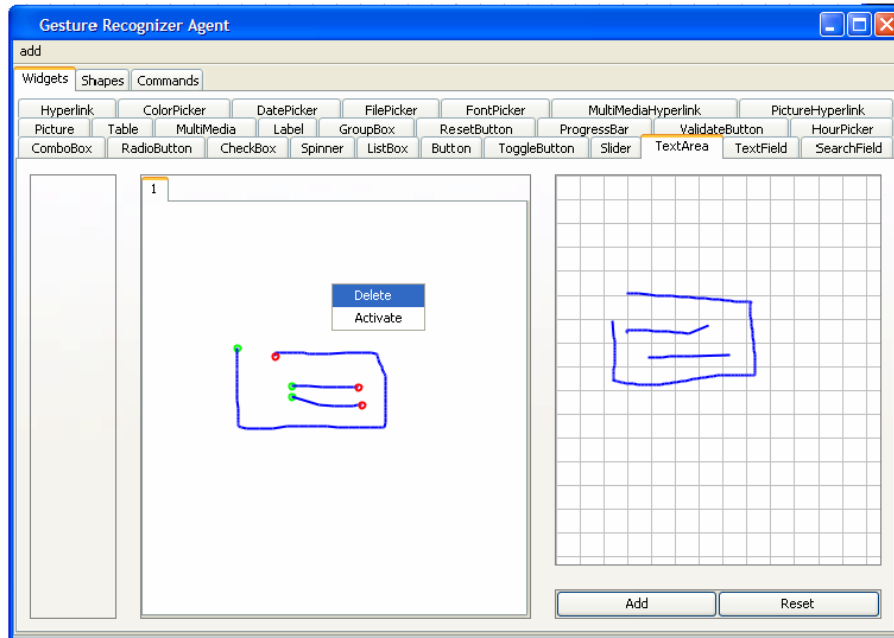 Gesture Recognizer Agent
add
Widgets Shapes Commands
Hyperlink ColorPicker DatePicker FilePicker FontPicker MultiMediaHyperlink PictureHyperlink
Picture Table MultiMedia Label GroupBox ResetButton ProgressBar ValidateButton HourPicker
ComboBox RadioButton CheckBox Spinner ListBox Button ToggleButton Slider TextArea TextField SearchField
1
Delete
Activate
Add Reset